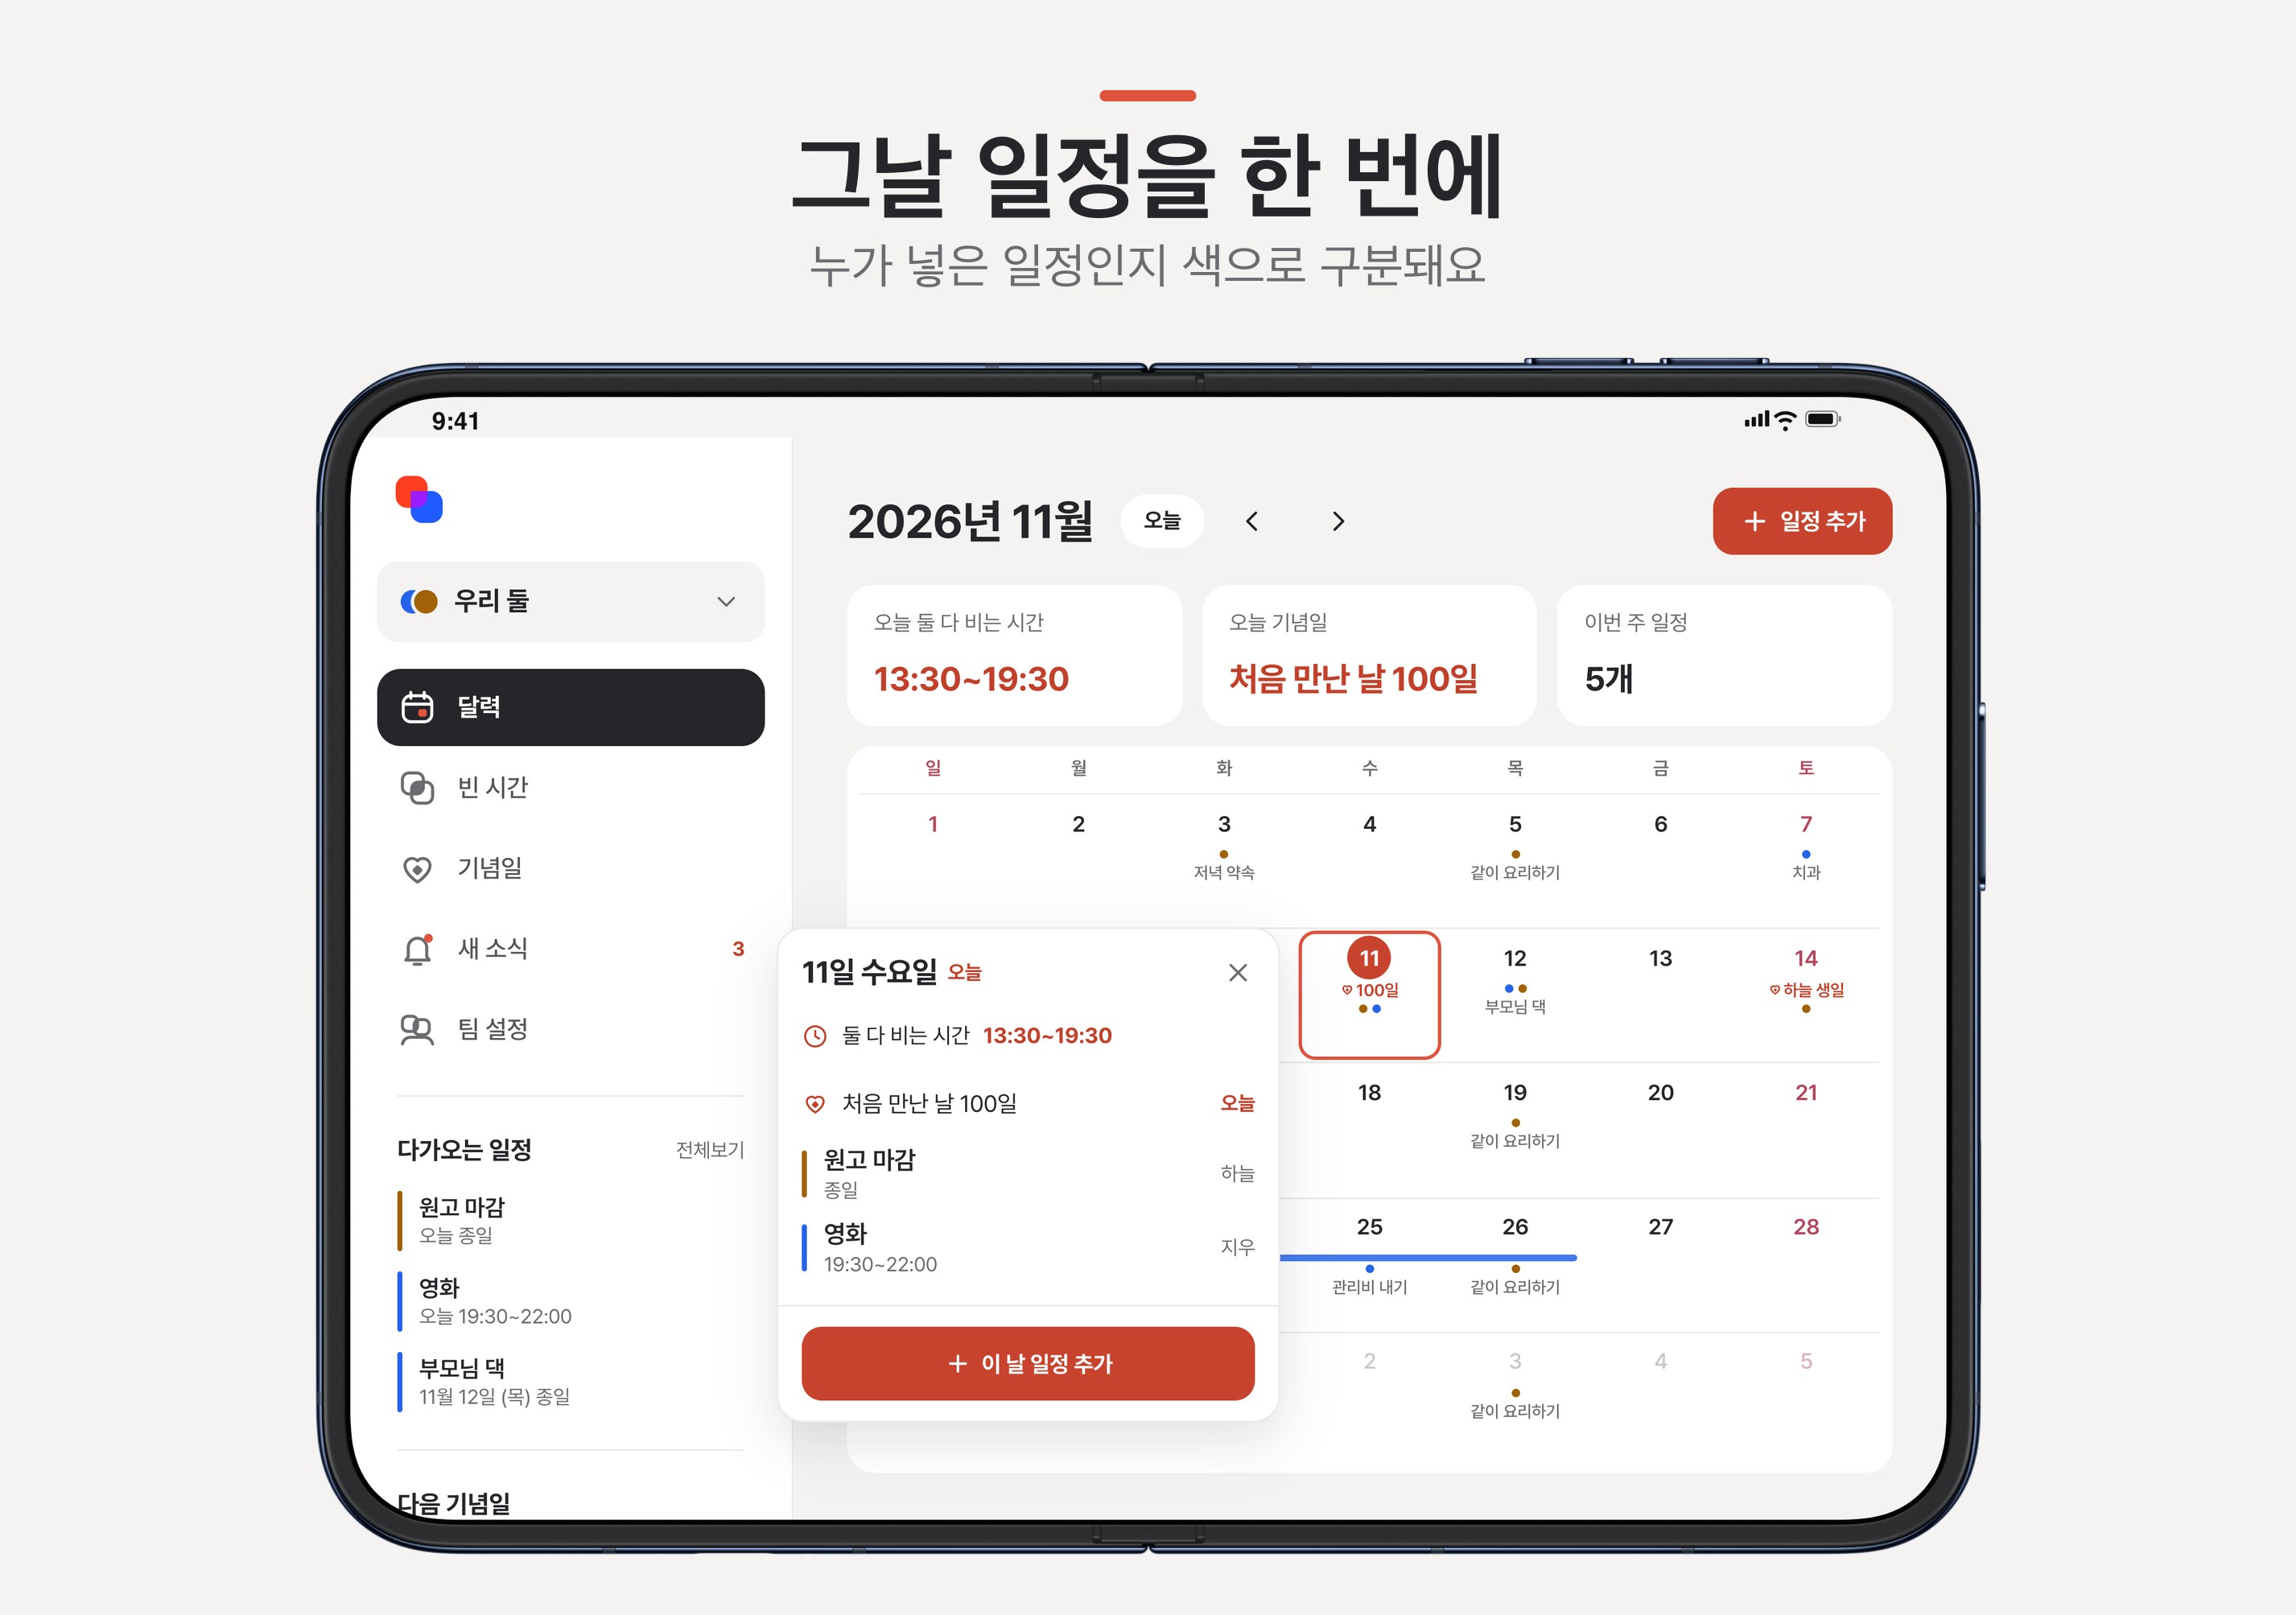 그날 일정을 한 번에
누가 넣은 일정인지 색으로 구분돼요
9:41
우리 둘
달력
빈 시간
기념일
새 소식 3
팀 설정
다가오는 일정 전체보기
원고 마감
오늘 종일
영화
오늘 19:30~22:00
부모님 댁
11월 12일 (목) 종일
다음 기념일
2026년 11월 오늘
일정 추가
오늘 둘 다 비는 시간
13:30~19:30
오늘 기념일
처음 만난 날 100일
이번 주 일정
5개
일 월 화 수 목 금 토
1 2 3 4 5 6 7
저녁 약속 같이 요리하기 치과
11 12 13 14
100일 하늘 생일
부모님 댁
18 19 20 21
같이 요리하기
25 26 27 28
관리비 내기 같이 요리하기
2 3 4 5
같이 요리하기
11일 수요일 오늘
둘 다 비는 시간 13:30~19:30
처음 만난 날 100일 오늘
원고 마감
종일
하늘
영화
19:30~22:00
지우
이 날 일정 추가